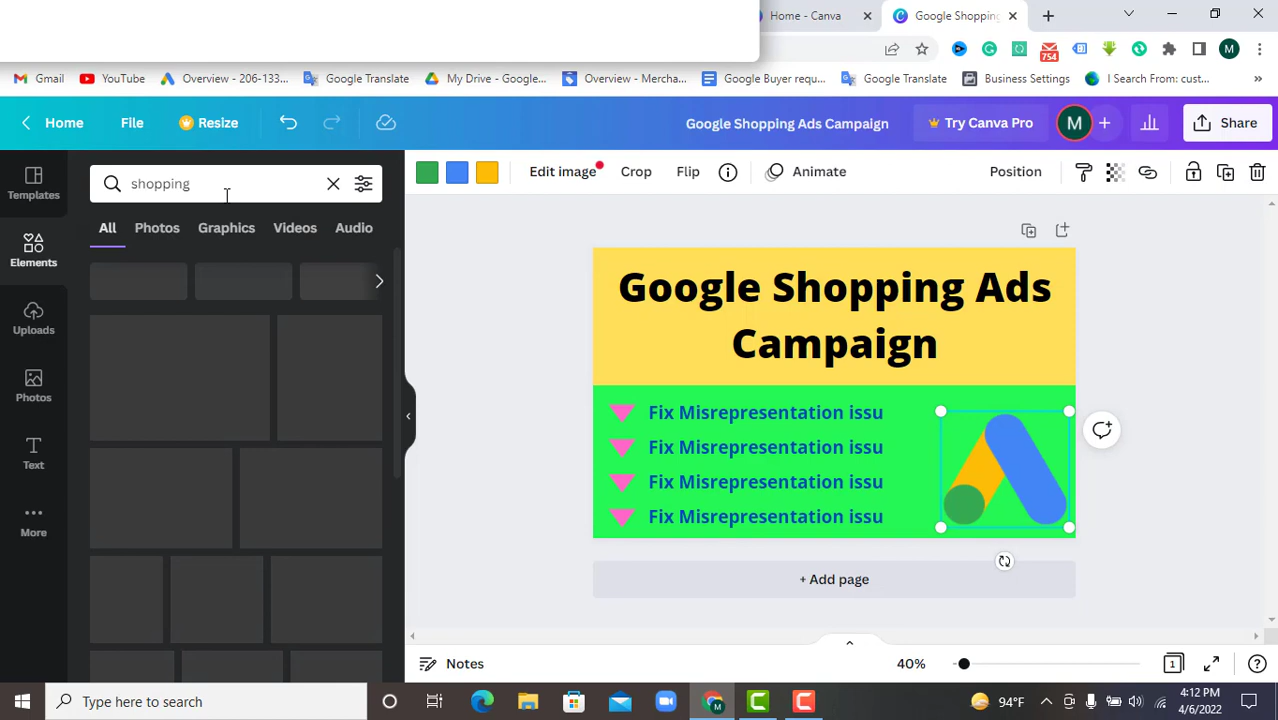 Home - Canva
Google Shopping
754
M
Gmail
YouTube
Overview - 206-133...
Google Translate
My Drive - Google...
Overview - Mercha...
Google Buyer requ...
Google Translate
Business Settings
I Search From: cust...
Home
File
Resize
Google Shopping Ads Campaign
Try Canva Pro
M
Share
Templates
Elements
Uploads
Photos
Text
More
shopping
All
Photos
Graphics
Videos
Audio
Edit image
Crop
Flip
Animate
Position
Google Shopping Ads
Campaign
Fix Misrepresentation issu
Fix Misrepresentation issu
Fix Misrepresentation issu
Fix Misrepresentation issu
+ Add page
Notes
40%
1
Type here to search
94°F
4:12 PM
4/6/2022